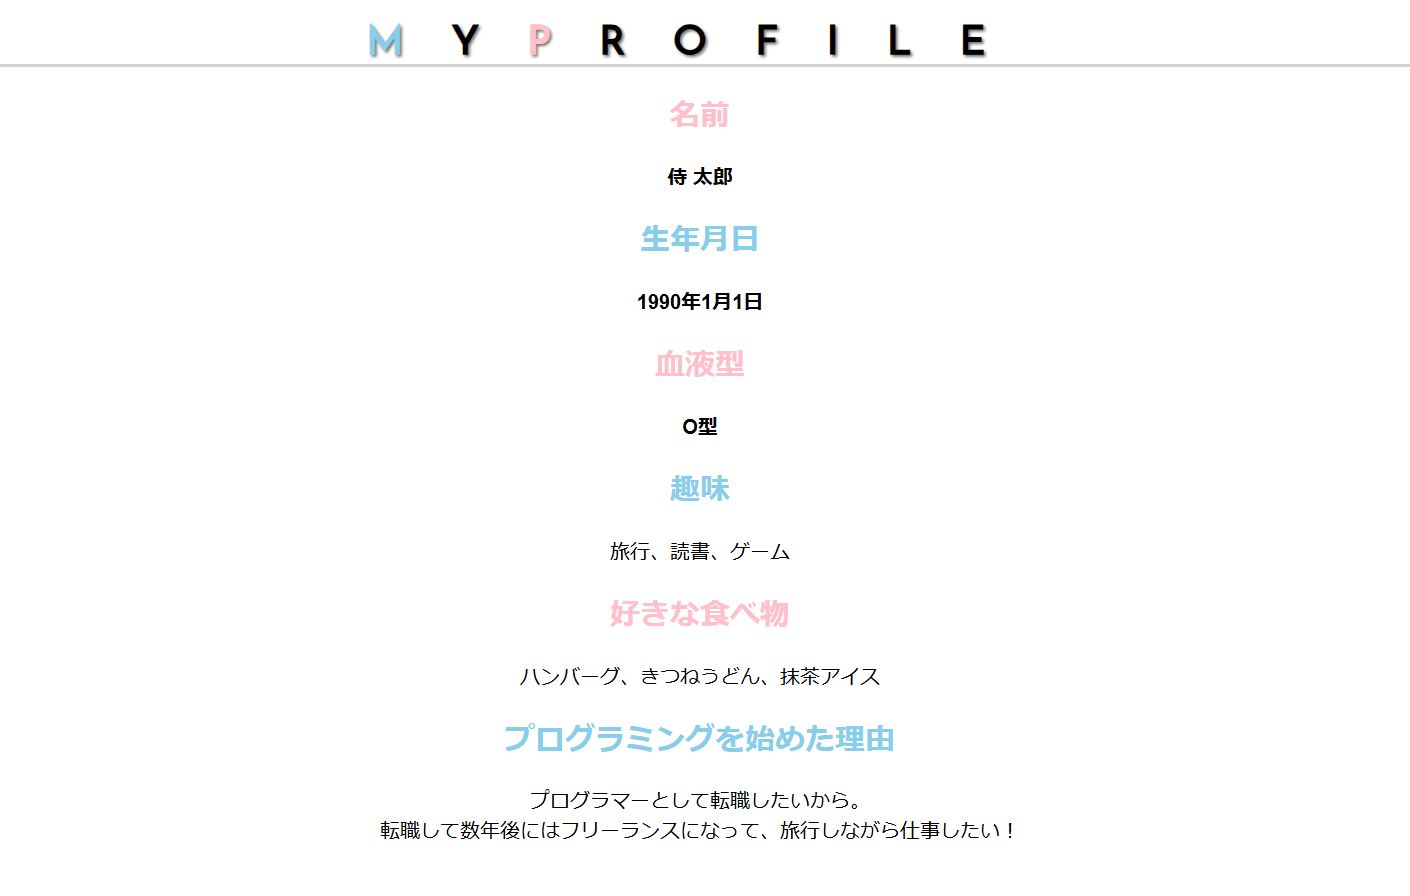 MY PROFILE
名前
侍 太郎
生年月日
1990年1月1日
血液型
O型
趣味
旅行、読書、ゲーム
好きな食べ物
ハンバーグ、きつねうどん、抹茶アイス
プログラミングを始めた理由
プログラマーとして転職したいから。
転職して数年後にはフリーランスになって、旅行しながら仕事したい！